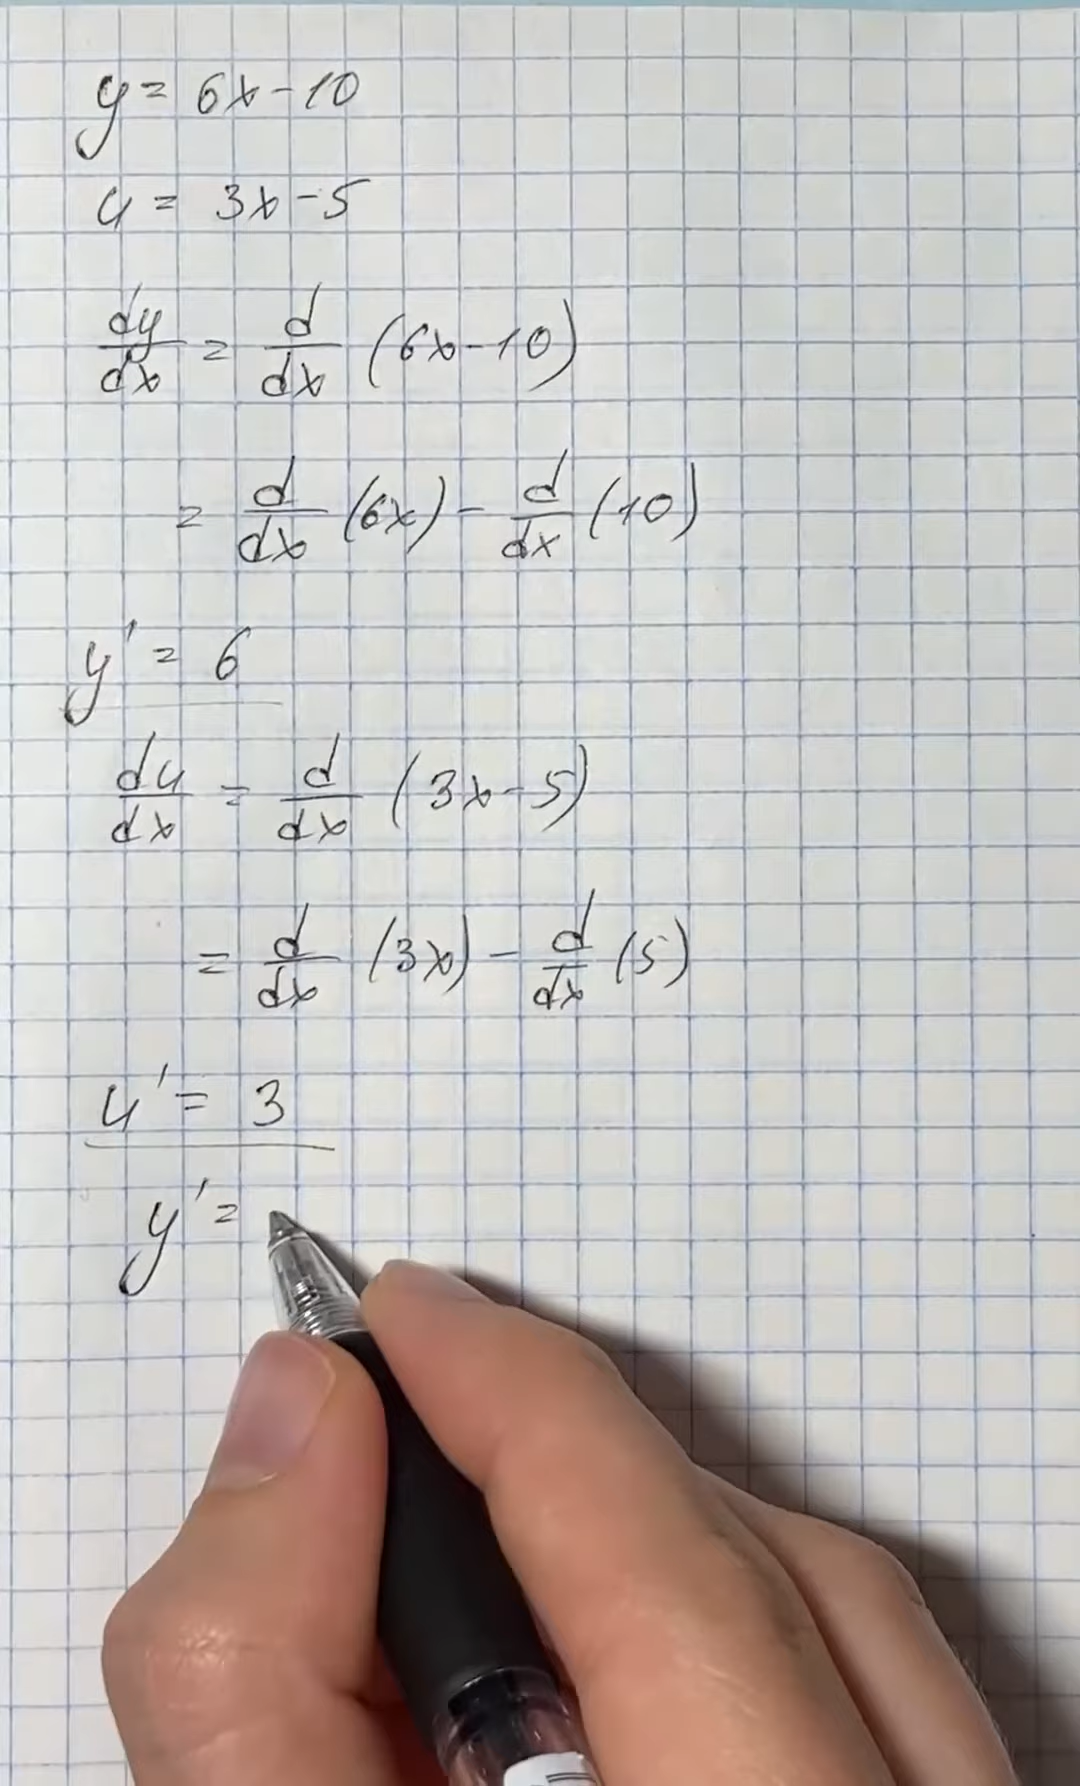 y = 6x - 10
u = 3x - 5
dy/dx = d/dx (6x - 10)
= d/dx (6x) - d/dx (10)
y' = 6
du/dx = d/dx (3x - 5)
= d/dx (3x) - d/dx (5)
u' = 3
y' =